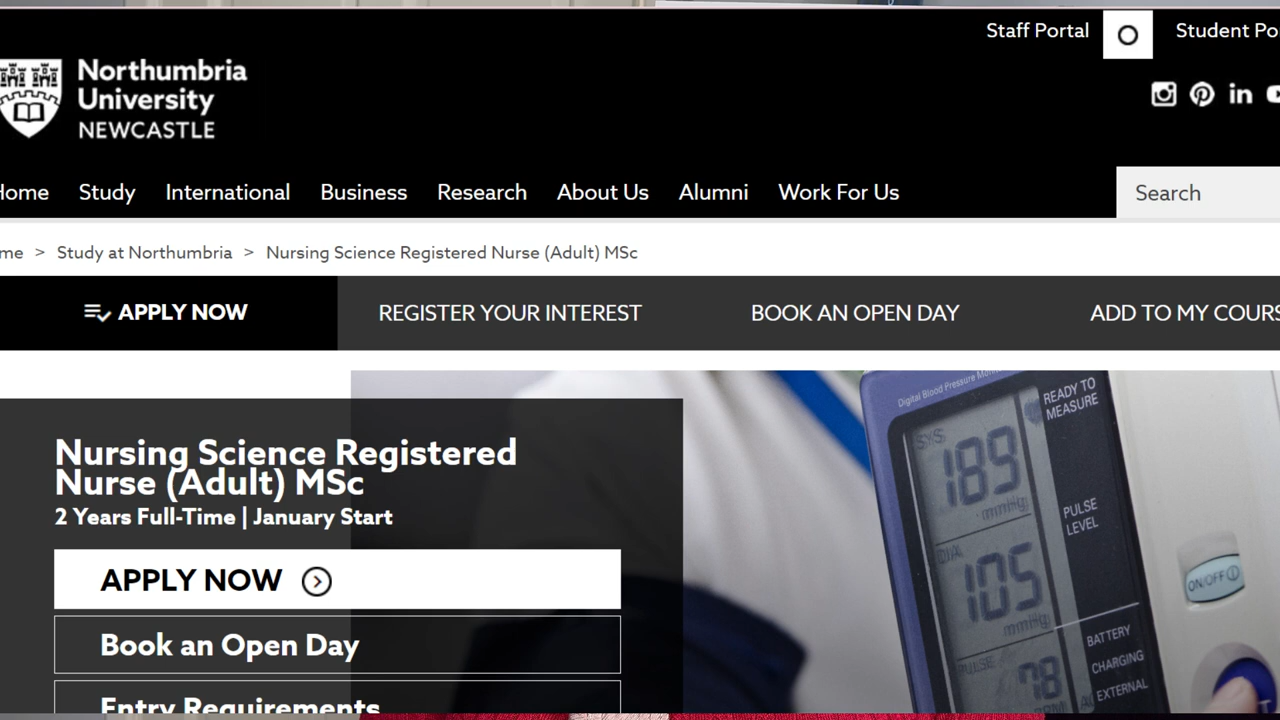 Staff Portal
Student Po
Northumbria
University
NEWCASTLE
in
Home Study International Business Research About Us Alumni Work For Us
Search
me > Study at Northumbria > Nursing Science Registered Nurse (Adult) MSc
APPLY NOW
REGISTER YOUR INTEREST
BOOK AN OPEN DAY
ADD TO MY COURS
Digital Blood Pressure Monit
READY TO
MEASURE
SYS
189
mmHg
PULSE
LEVEL
DIA
105
mmHg
PULSE
78
BATTERY
CHARGING
EXTERNAL
ON/OFF
Nursing Science Registered
Nurse (Adult) MSc
2 Years Full-Time | January Start
APPLY NOW
Book an Open Day
Entry Requirements